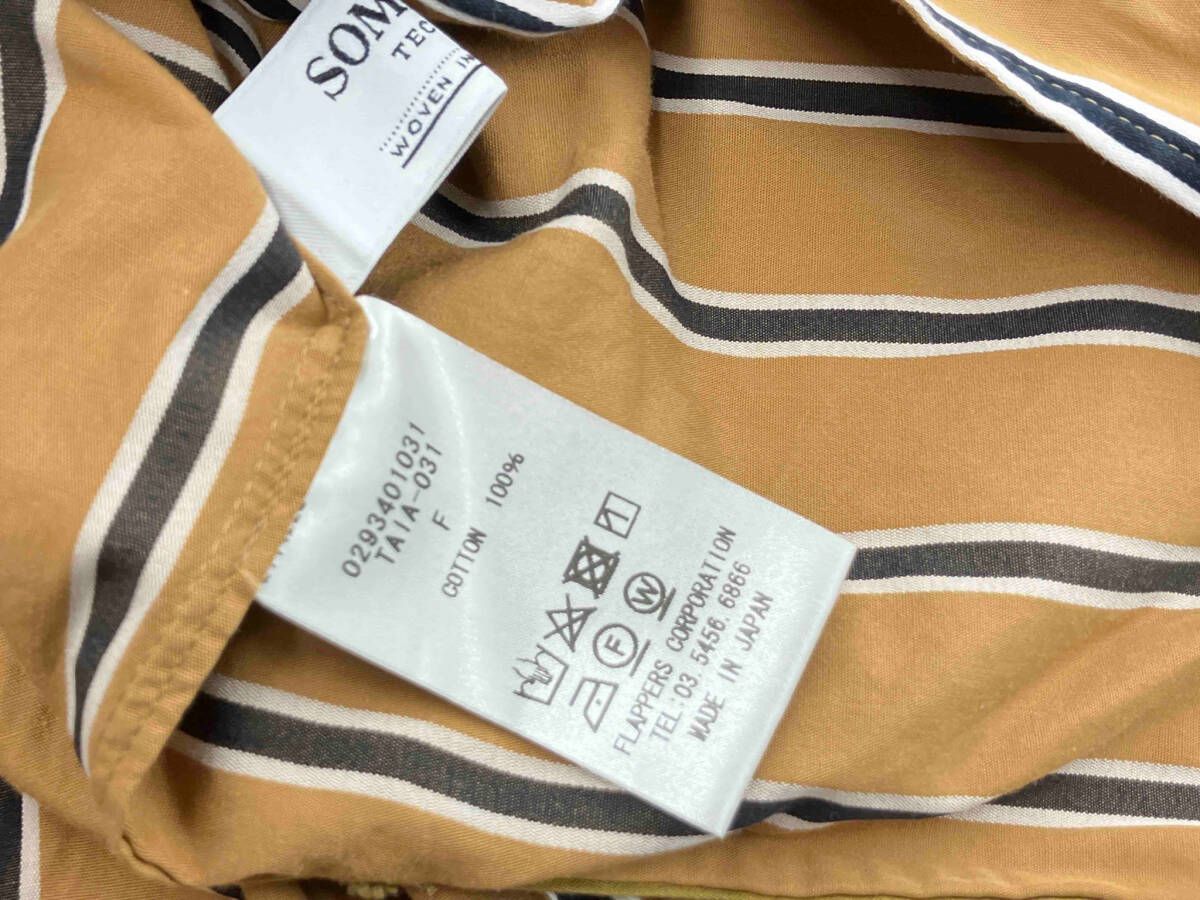 SOM
TEC
WOVEN IN
0293401031
TAIA-031
F
COTTON 100%
F
W
FLAPPERS CORPORATION
TEL:03.5456.6866
MADE IN JAPAN